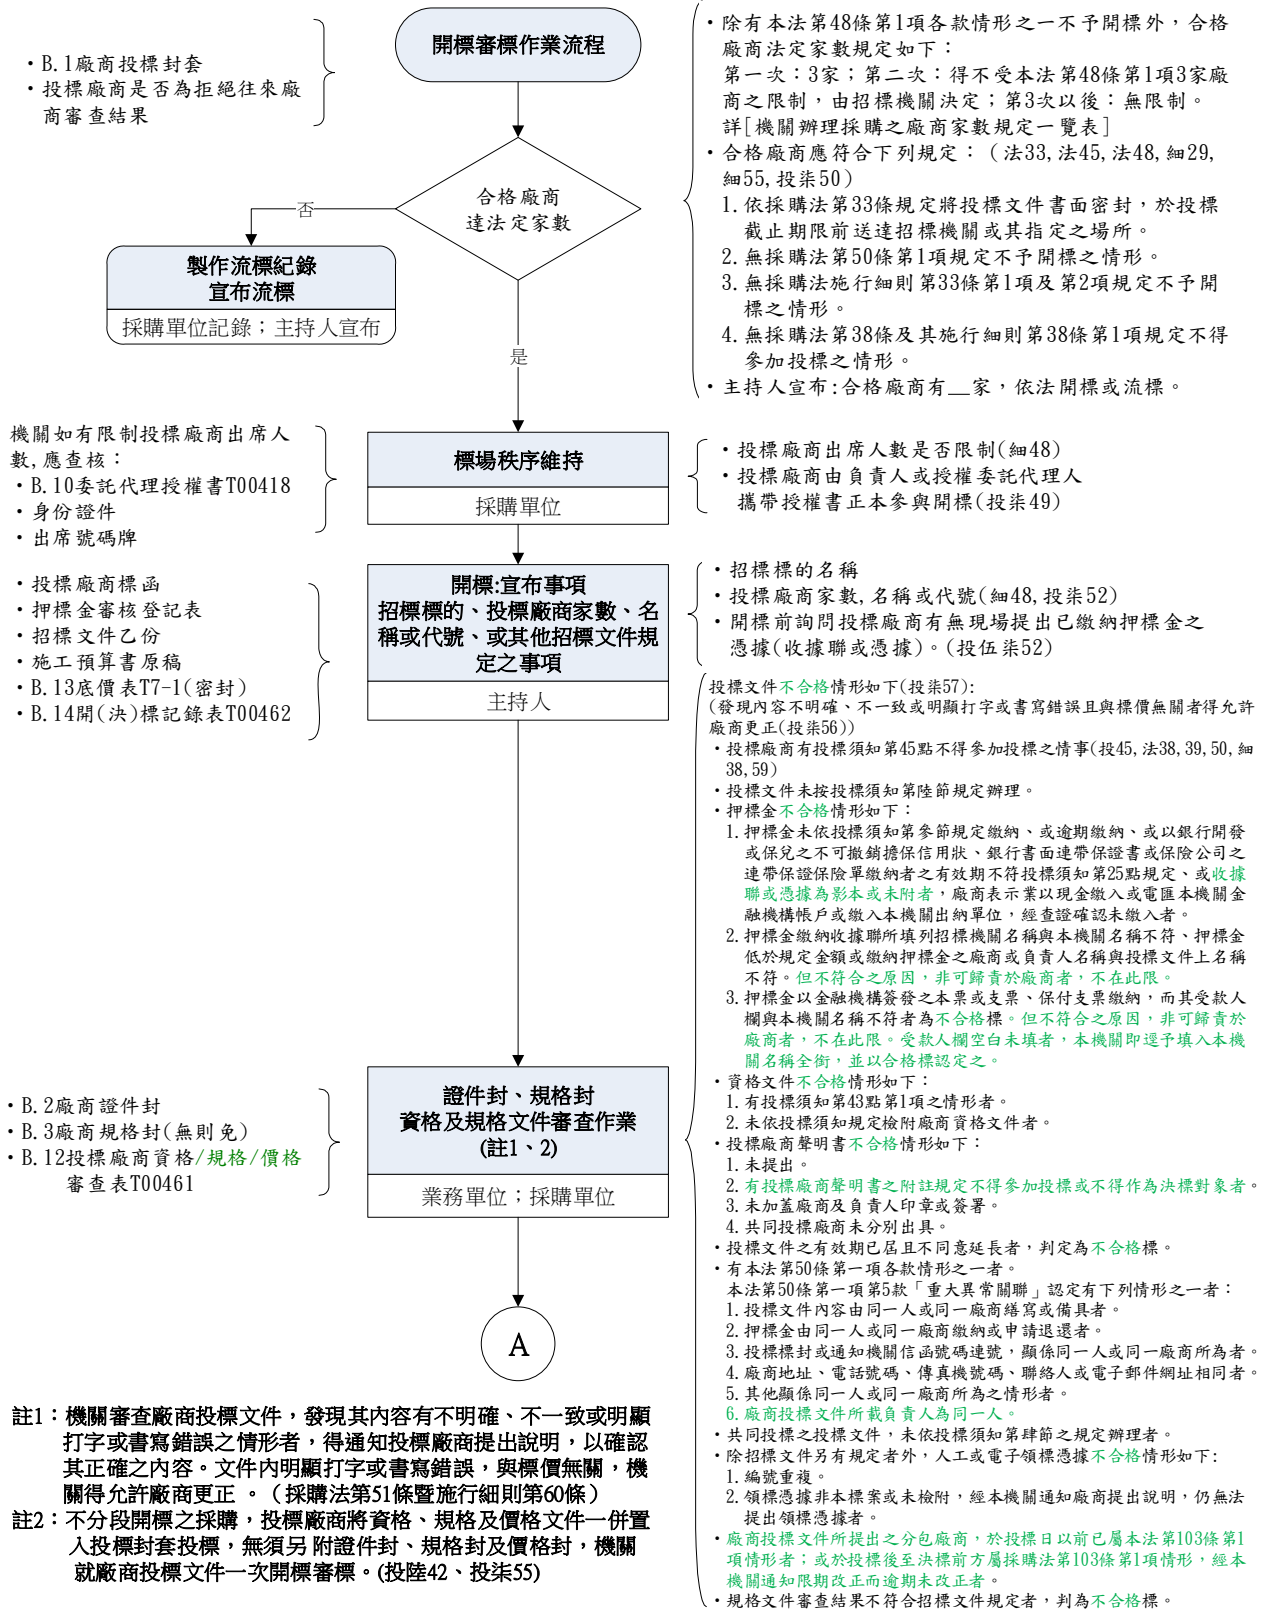 開標審標作業流程
・B.1廠商投標封套
・投標廠商是否為拒絕往來廠
商審查結果
・除有本法第48條第1項各款情形之一不予開標外，合格
廠商法定家數規定如下：
第一次：3家；第二次：得不受本法第48條第1項3家廠
商之限制，由招標機關決定；第3次以後：無限制。
詳[機關辦理採購之廠商家數規定一覽表]
・合格廠商應符合下列規定：（法33,法45,法48,細29,
細55,投柒50）
1.依採購法第33條規定將投標文件書面密封，於投標
截止期限前送達招標機關或其指定之場所。
2.無採購法第50條第1項規定不予開標之情形。
3.無採購法施行細則第33條第1項及第2項規定不予開
標之情形。
4.無採購法第38條及其施行細則第38條第1項規定不得
參加投標之情形。
・主持人宣布:合格廠商有__家，依法開標或流標。
合格廠商
達法定家數
否
製作流標紀錄
宣布流標
採購單位記錄；主持人宣布
是
機關如有限制投標廠商出席人
數,應查核：
・B.10委託代理授權書T00418
・身份證件
・出席號碼牌
標場秩序維持
採購單位
・投標廠商出席人數是否限制(細48)
・投標廠商由負責人或授權委託代理人
攜帶授權書正本參與開標(投柒49)
・投標廠商標函
・押標金審核登記表
・招標文件乙份
・施工預算書原稿
・B.13底價表T7-1(密封)
・B.14開(決)標記錄表T00462
開標:宣布事項
招標標的、投標廠商家數、名
稱或代號、或其他招標文件規
定之事項
主持人
・招標標的名稱
・投標廠商家數,名稱或代號(細48,投柒52)
・開標前詢問投標廠商有無現場提出已繳納押標金之
憑據(收據聯或憑據)。(投伍柒52)
投標文件不合格情形如下(投柒57):
(發現內容不明確、不一致或明顯打字或書寫錯誤且與標價無關者得允許
廠商更正(投柒56))
・投標廠商有投標須知第45點不得參加投標之情事(投45,法38,39,50,細
38,59)
・投標文件未按投標須知第陸節規定辦理。
・押標金不合格情形如下：
1.押標金未依投標須知第參節規定繳納、或逾期繳納、或以銀行開發
或保兌之不可撤銷擔保信用狀、銀行書面連帶保證書或保險公司之
連帶保證保險單繳納者之有效期不符投標須知第25點規定、或收據
聯或憑據為影本或未附者，廠商表示業以現金繳入或電匯本機關金
融機構帳戶或繳入本機關出納單位，經查證確認未繳入者。
2.押標金繳納收據聯所填列招標機關名稱與本機關名稱不符、押標金
低於規定金額或繳納押標金之廠商或負責人名稱與投標文件上名稱
不符。但不符合之原因，非可歸責於廠商者，不在此限。
3.押標金以金融機構簽發之本票或支票、保付支票繳納，而其受款人
欄與本機關名稱不符者為不合格標。但不符合之原因，非可歸責於
廠商者，不在此限。受款人欄空白未填者，本機關即逕予填入本機
關名稱全銜，並以合格標認定之。
・資格文件不合格情形如下：
1.有投標須知第43點第1項之情形者。
2.未依投標須知規定檢附廠商資格文件者。
・投標廠商聲明書不合格情形如下：
1.未提出。
2.有投標廠商聲明書之附註規定不得參加投標或不得作為決標對象者。
3.未加蓋廠商及負責人印章或簽署。
4.共同投標廠商未分別出具。
・投標文件之有效期已屆且不同意延長者，判定為不合格標。
・有本法第50條第一項各款情形之一者。
本法第50條第一項第5款「重大異常關聯」認定有下列情形之一者：
1.投標文件內容由同一人或同一廠商繕寫或備具者。
2.押標金由同一人或同一廠商繳納或申請退還者。
3.投標標封或通知機關信函號碼連號，顯係同一人或同一廠商所為者。
4.廠商地址、電話號碼、傳真機號碼、聯絡人或電子郵件網址相同者。
5.其他顯係同一人或同一廠商所為之情形者。
6.廠商投標文件所載負責人為同一人。
・共同投標之投標文件，未依投標須知第肆節之規定辦理者。
・除招標文件另有規定者外，人工或電子領標憑據不合格情形如下:
1.編號重複。
2.領標憑據非本標案或未檢附，經本機關通知廠商提出說明，仍無法
提出領標憑據者。
・廠商投標文件所提出之分包廠商，於投標日以前已屬本法第103條第1
項情形者；或於投標後至決標前方屬採購法第103條第1項情形，經本
機關通知限期改正而逾期未改正者。
・規格文件審查結果不符合招標文件規定者，判為不合格標。
・B.2廠商證件封
・B.3廠商規格封(無則免)
・B.12投標廠商資格/規格/價格
審查表T00461
證件封、規格封
資格及規格文件審查作業
(註1、2)
業務單位；採購單位
A
註1：機關審查廠商投標文件，發現其內容有不明確、不一致或明顯
打字或書寫錯誤之情形者，得通知投標廠商提出說明，以確認
其正確之內容。文件內明顯打字或書寫錯誤，與標價無關，機
關得允許廠商更正 。（採購法第51條暨施行細則第60條）
註2：不分段開標之採購，投標廠商將資格、規格及價格文件一併置
入投標封套投標，無須另 附證件封、規格封及價格封，機關
就廠商投標文件一次開標審標。(投陸42、投柒55)